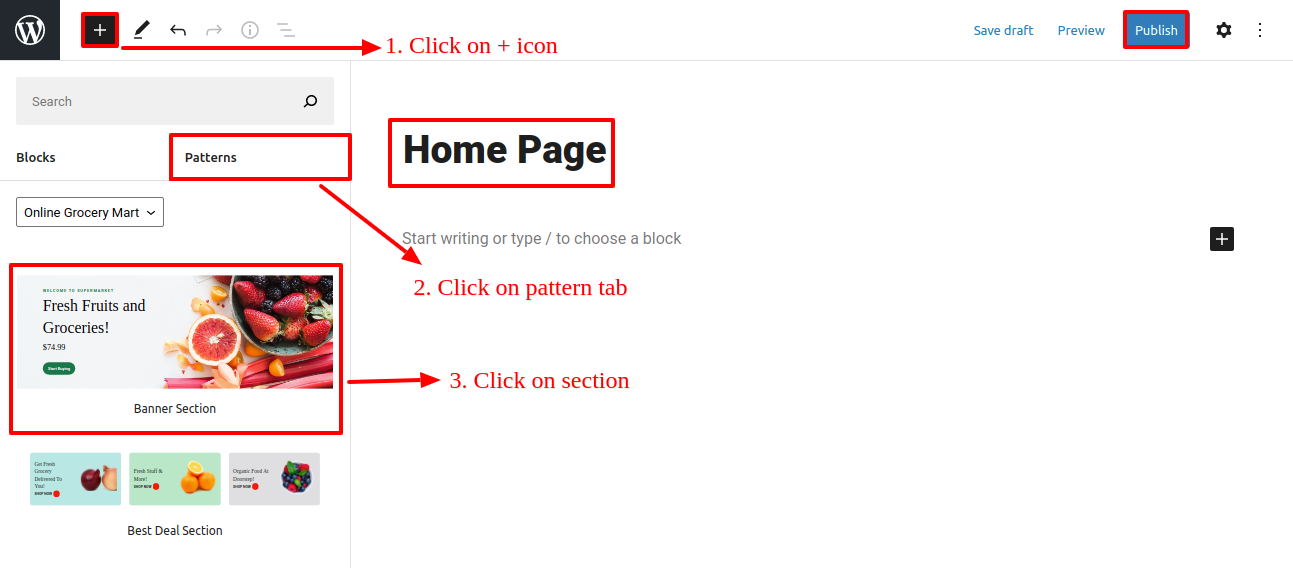 Save draft
Preview
Publish
1. Click on + icon
Search
Blocks
Patterns
Home Page
Online Grocery Mart
Start writing or type / to choose a block
WELCOME TO SUPERMARKET
Fresh Fruits and
Groceries!
$74.99
Start Buying
Banner Section
2. Click on pattern tab
3. Click on section
Get Fresh
Grocery
Delivered To
You!
SHOP NOW
Fresh Stuff &
More!
SHOP NOW
Organic Food At
Doorstep!
SHOP NOW
Best Deal Section